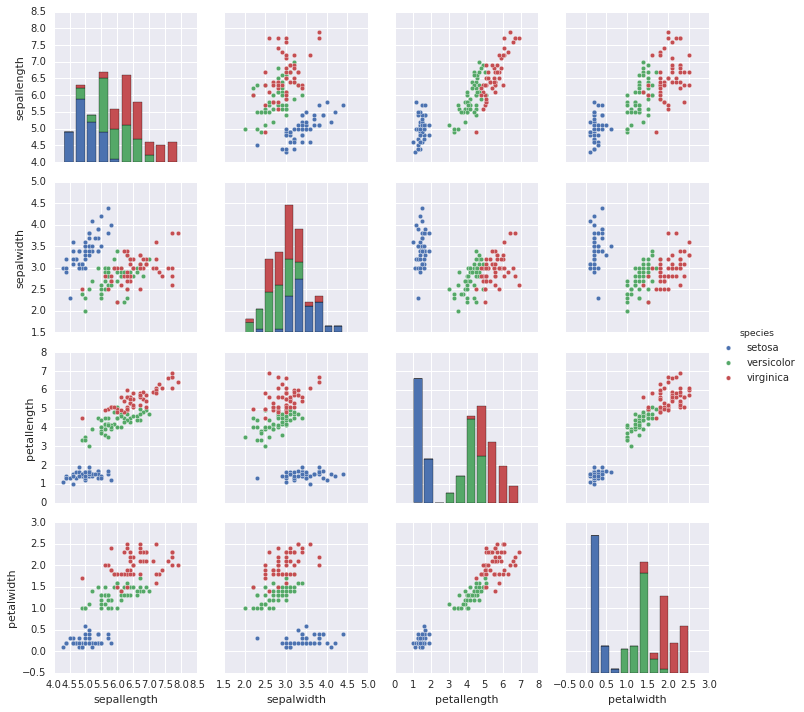 8.5
8.0
7.5
7.0
6.5
6.0
5.5
5.0
4.5
4.0
sepallength
5.0
4.5
4.0
3.5
3.0
2.5
2.0
1.5
sepalwidth
species
setosa
versicolor
virginica
8
7
6
5
4
3
2
1
0
petallength
3.0
2.5
2.0
1.5
1.0
0.5
0.0
−0.5
petalwidth
4.0 4.5 5.0 5.5 6.0 6.5 7.0 7.5 8.0 8.5
1.5 2.0 2.5 3.0 3.5 4.0 4.5 5.0
0 1 2 3 4 5 6 7 8
−0.5 0.0 0.5 1.0 1.5 2.0 2.5 3.0
sepallength
sepalwidth
petallength
petalwidth